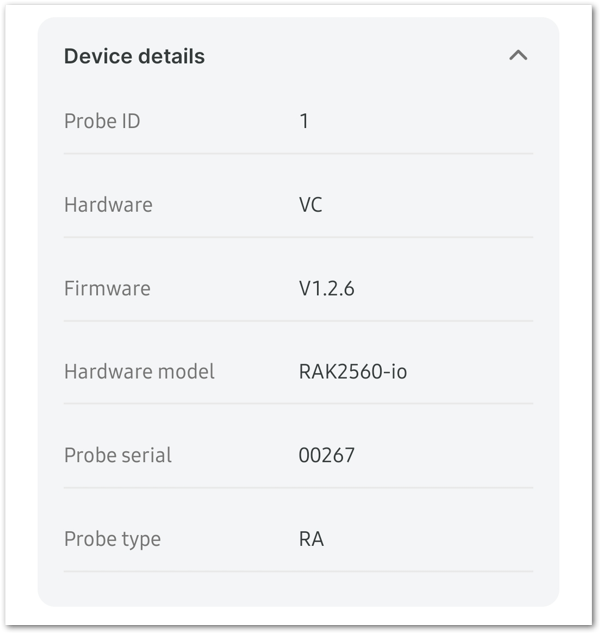 Device details
Probe ID 1
Hardware VC
Firmware V1.2.6
Hardware model RAK2560-io
Probe serial 00267
Probe type RA